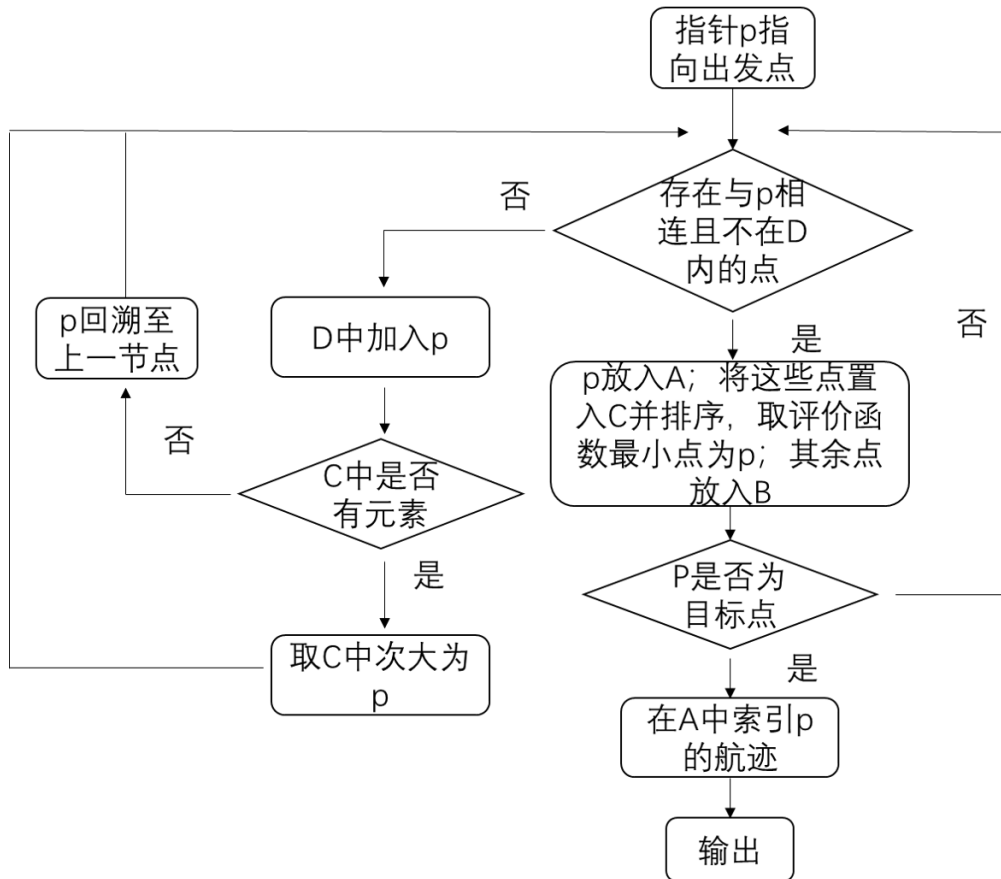 指针p指
向出发点
存在与p相
连且不在D
内的点
否
D中加入p
p回溯至
上一节点
否
是
p放入A；将这些点置
入C并排序，取评价函
数最小点为p；其余点
放入B
否
C中是否
有元素
是
P是否为
目标点
取C中次大为
p
是
在A中索引p
的航迹
输出